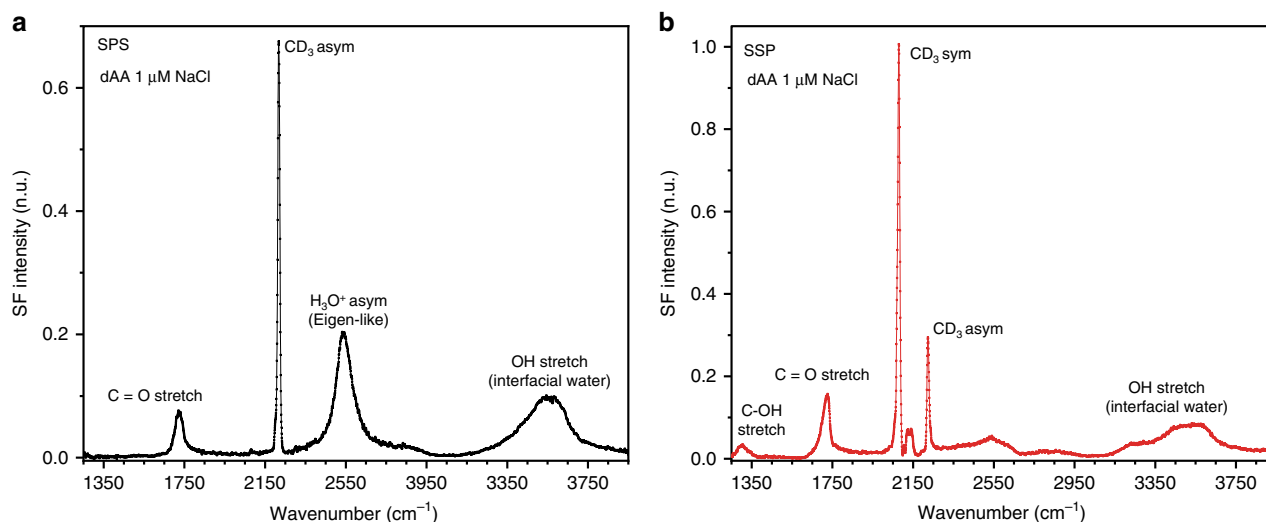 a
SPS
dAA 1 μM NaCl
CD₃ asym
H₃O⁺ asym
(Eigen-like)
C = O stretch
OH stretch
(interfacial water)
SF intensity (n.u.)
0.6
0.4
0.2
0.0
1350 1750 2150 2550 2950 3350 3750
Wavenumber (cm⁻¹)
b
SSP
dAA 1 μM NaCl
CD₃ sym
CD₃ asym
C = O stretch
C-OH
stretch
OH stretch
(interfacial water)
SF intensity (n.u.)
1.0
0.8
0.6
0.4
0.2
0.0
1350 1750 2150 2550 2950 3350 3750
Wavenumber (cm⁻¹)